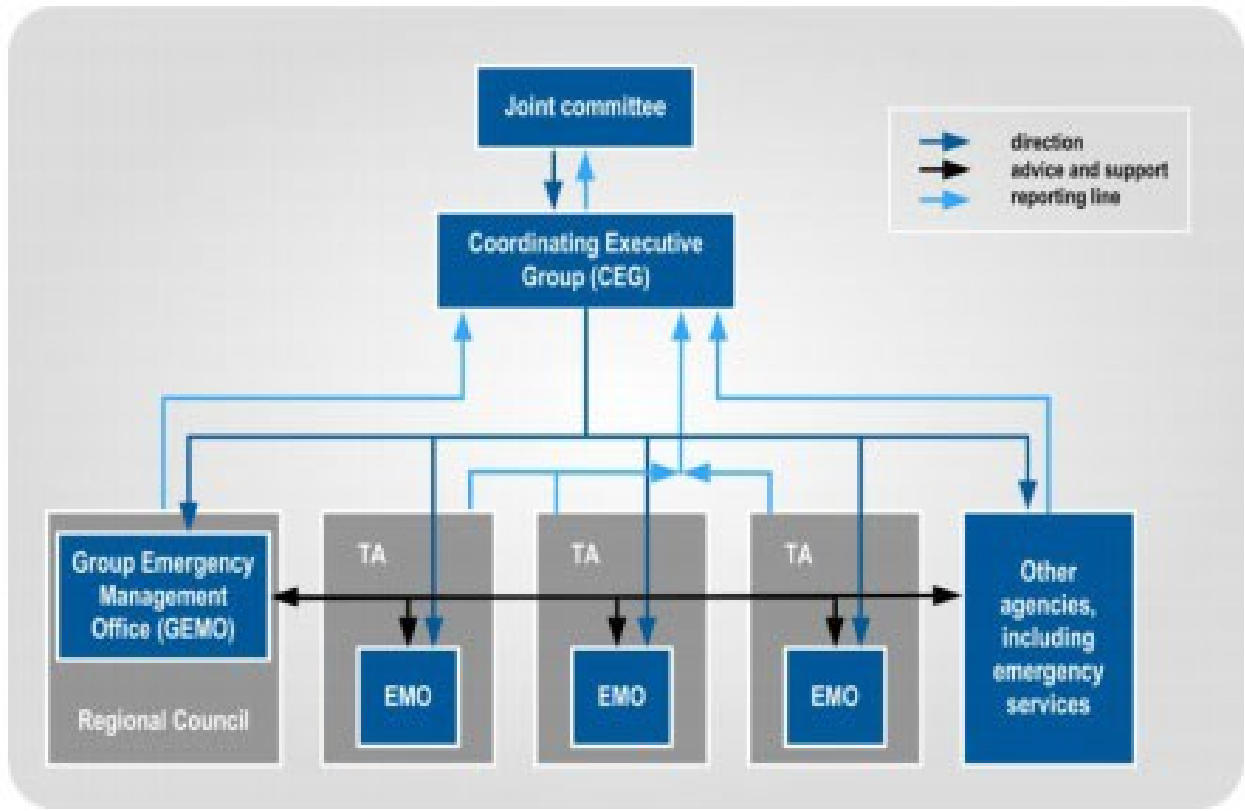 Joint committee
direction
advice and support
reporting line
Coordinating Executive
Group (CEG)
Group Emergency
Management
Office (GEMO)
Regional Council
TA
EMO
TA
EMO
TA
EMO
Other
agencies,
including
emergency
services